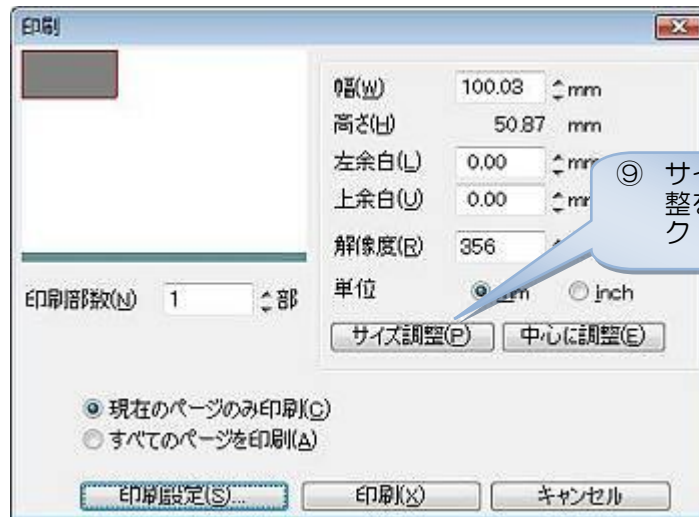 印刷
幅(W) 100.03 mm
高さ(H) 50.87 mm
左余白(L) 0.00
上余白(U) 0.00
解像度(R) 356
単位 inch
印刷部数(N) 1 部
サイズ調整(P) 中心に調整(E)
⑨ サイ
整を
ク
現在のページのみ印刷(C)
すべてのページを印刷(A)
印刷設定(S)... 印刷(X) キャンセル